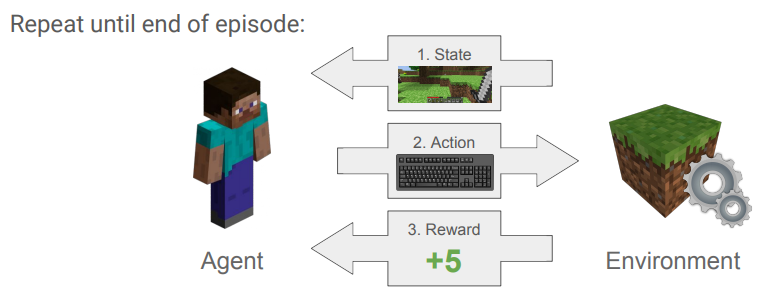 Repeat until end of episode:
1. State
2. Action
3. Reward
+5
Agent
Environment